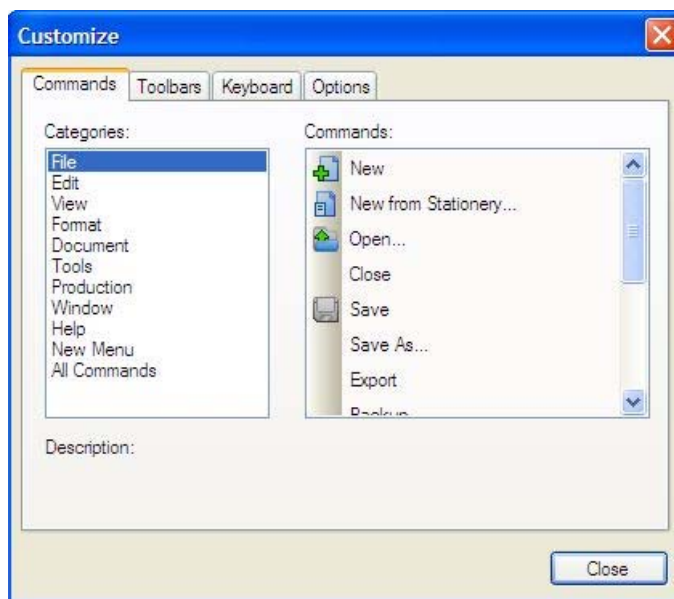 Customize
Commands Toolbars Keyboard Options
Categories:
File
Edit
View
Format
Document
Tools
Production
Window
Help
New Menu
All Commands
Commands:
New
New from Stationery...
Open...
Close
Save
Save As...
Export
Backup
Description:
Close